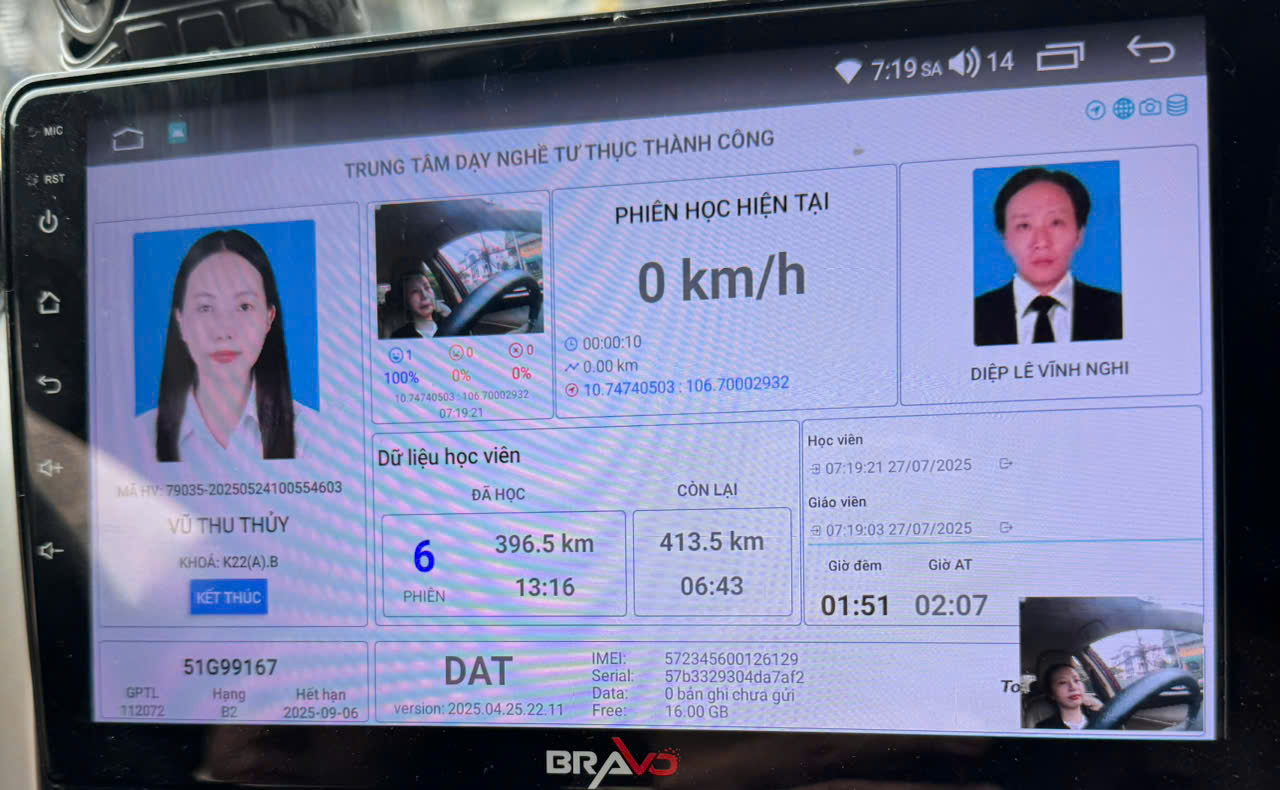 MIC
RST
7:19 SA
14
TRUNG TÂM DẠY NGHỀ TƯ THỤC THÀNH CÔNG
MÃ HV: 79035-20250524100554603
VŨ THU THỦY
KHOÁ: K22(A).B
KẾT THÚC
1 0 0
100% 0% 0%
10.74740503 : 106.70002932
07:19:21
PHIÊN HỌC HIỆN TẠI
0 km/h
00:00:10
0.00 km
10.74740503 : 106.70002932
DIỆP LÊ VĨNH NGHI
Dữ liệu học viên
ĐÃ HỌC
CÒN LẠI
6
PHIÊN
396.5 km
13:16
413.5 km
06:43
Học viên
07:19:21 27/07/2025
Giáo viên
07:19:03 27/07/2025
Giờ đêm Giờ AT
01:51 02:07
51G99167
GPTL Hạng Hết hạn
112072 B2 2025-09-06
DAT
version: 2025.04.25.22.11
IMEI: 572345600126129
Serial: 57b3329304da7af2
Data: 0 bản ghi chưa gửi
Free: 16.00 GB
BRAVO